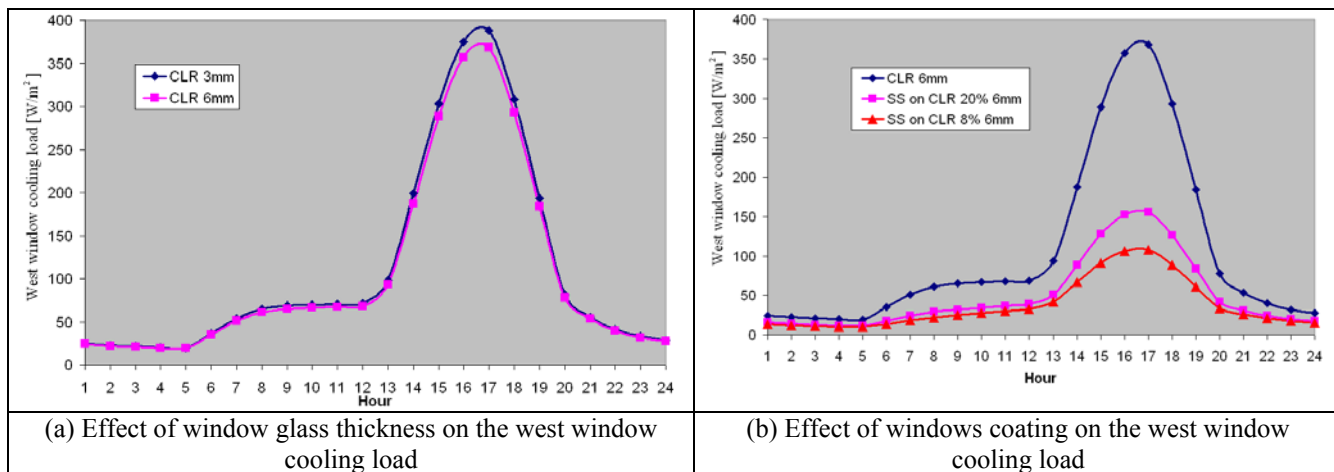 400
350
300
250
200
150
100
50
0
West window cooling load [W/m²]
CLR 3mm
CLR 6mm
1 2 3 4 5 6 7 8 9 10 11 12 13 14 15 16 17 18 19 20 21 22 23 24
Hour
(a) Effect of window glass thickness on the west window
cooling load
400
350
300
250
200
150
100
50
0
West window cooling load [W/m²]
CLR 6mm
SS on CLR 20% 6mm
SS on CLR 8% 6mm
1 2 3 4 5 6 7 8 9 10 11 12 13 14 15 16 17 18 19 20 21 22 23 24
Hour
(b) Effect of windows coating on the west window
cooling load